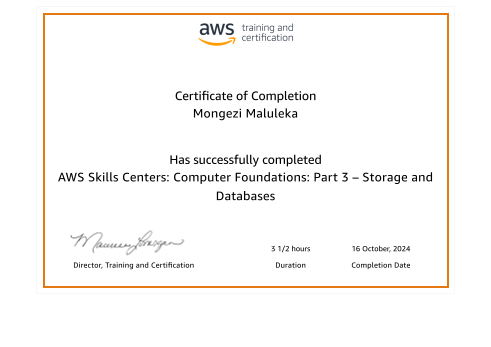 aws training and
certification
Certificate of Completion
Mongezi Maluleka
Has successfully completed
AWS Skills Centers: Computer Foundations: Part 3 – Storage and
Databases
3 1/2 hours
16 October, 2024
Director, Training and Certification
Duration
Completion Date